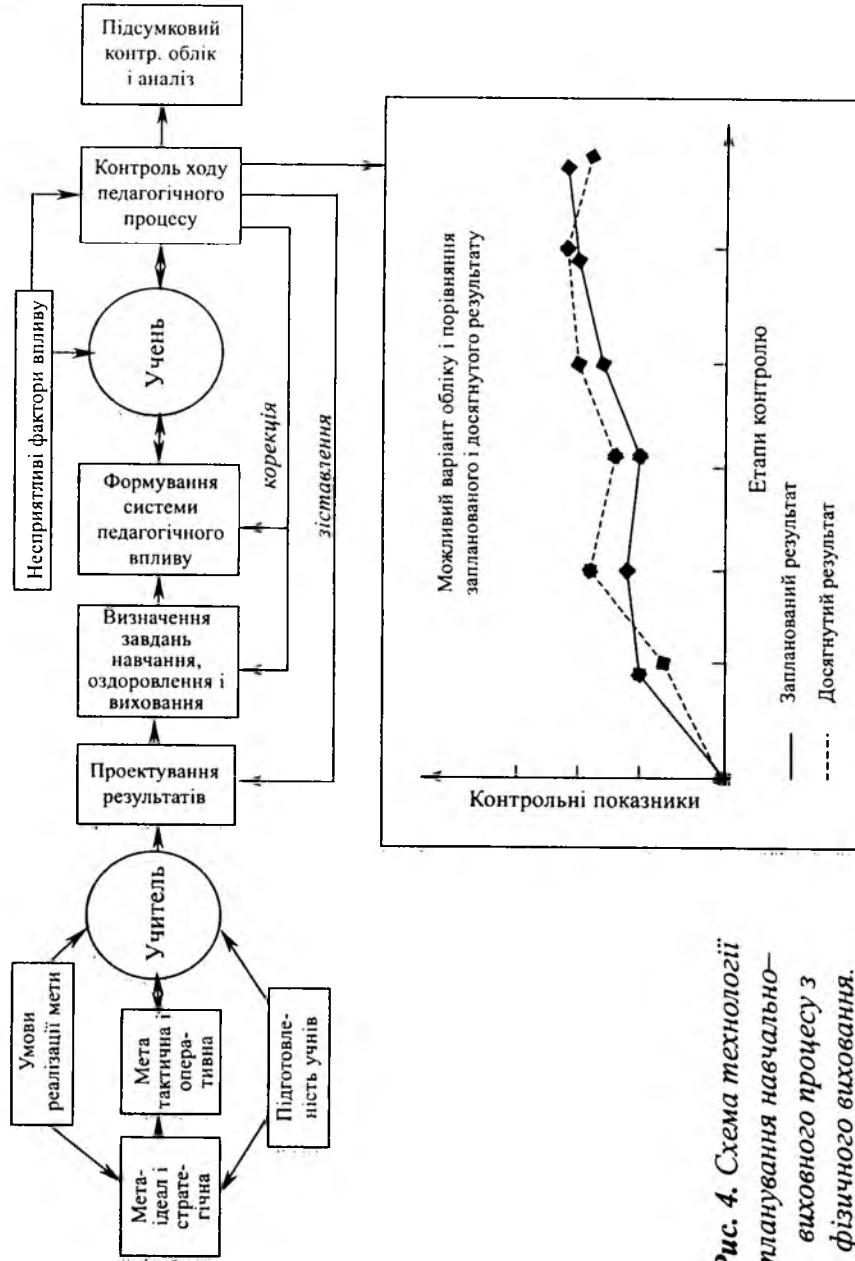 Умови
реалізації мети
Мета-
ідеал і
страте-
гічна
Мета
тактична і
опера-
тивна
Підготовле-
ність учнів
Учитель
Проектування
результатів
Визначення
завдань
навчання,
оздоровлення і
виховання
Формування
системи
педагогічного
впливу
Несприятливі фактори впливу
Учень
Контроль ходу
педагогічного
процесу
Підсумковий
контр. облік
і аналіз
корекція
зіставлення
Можливий варіант обліку і порівняння
запланованого і досягнутого результату
Контрольні показники
Етапи контролю
Запланований результат
Досягнутий результат
Рис. 4. Схема технології
планування навчально–
виховного процесу з
фізичного виховання.